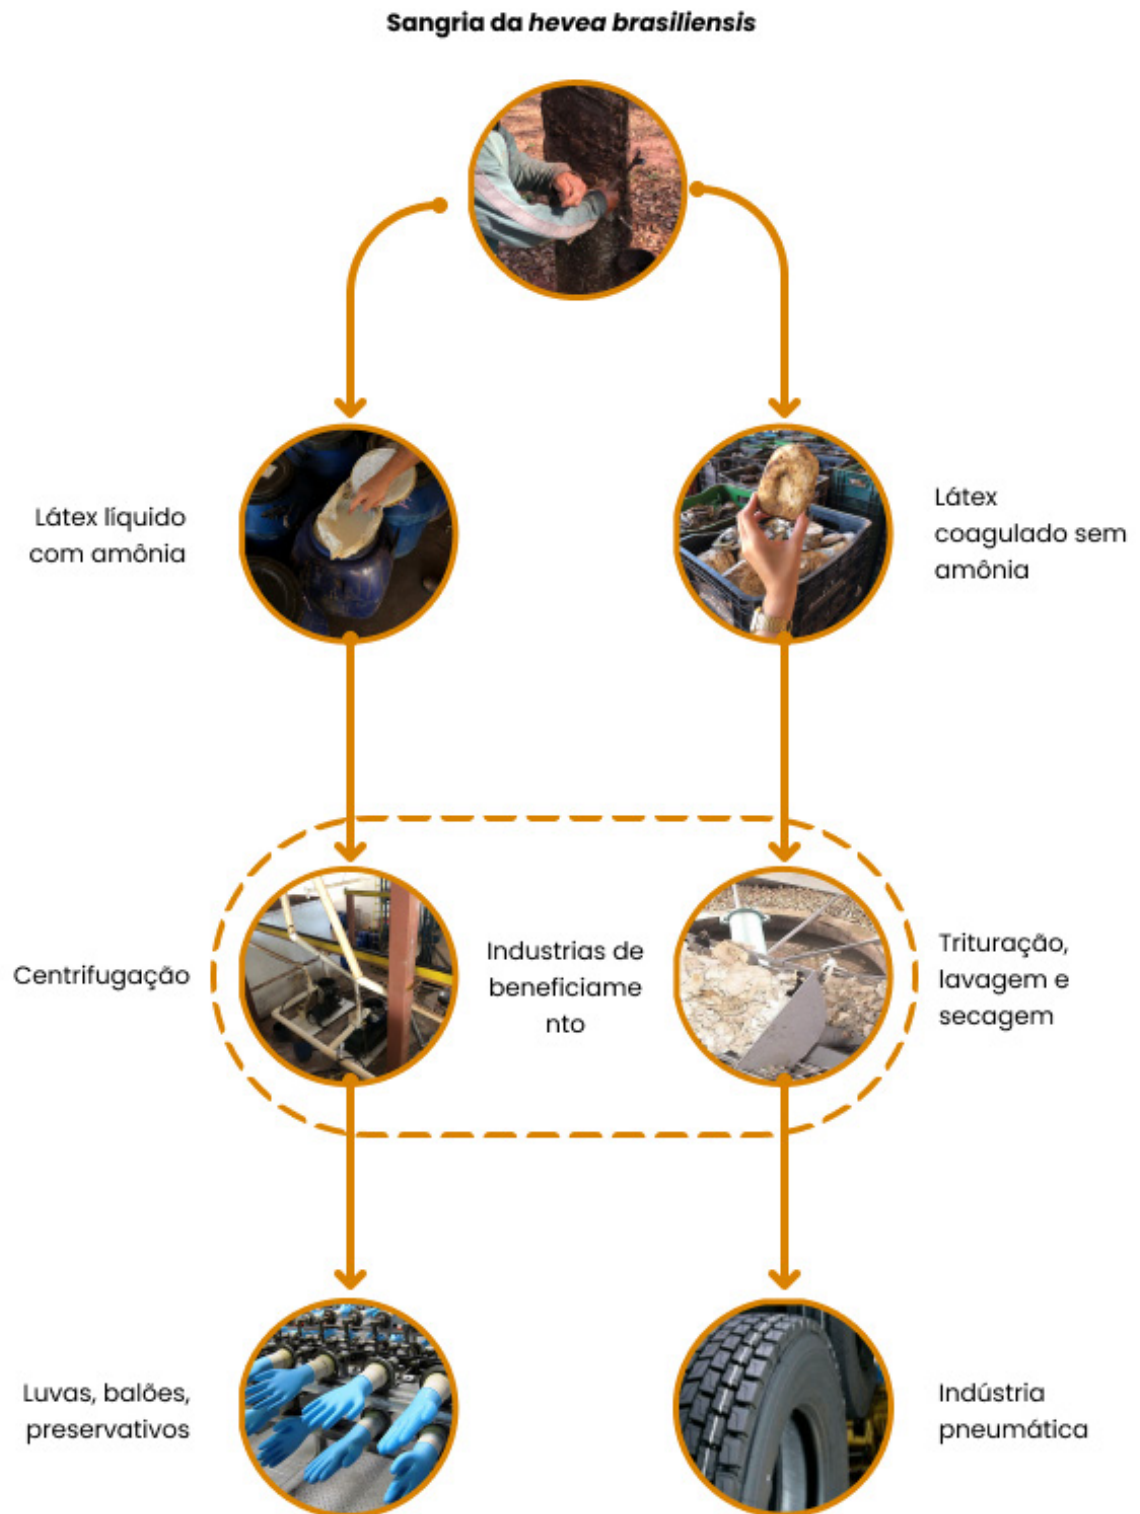 Sangria da hevea brasiliensis
Látex líquido
com amônia
Látex
coagulado sem
amônia
Centrifugação
Industrias de
beneficiame
nto
Trituração,
lavagem e
secagem
Luvas, balões,
preservativos
Indústria
pneumática